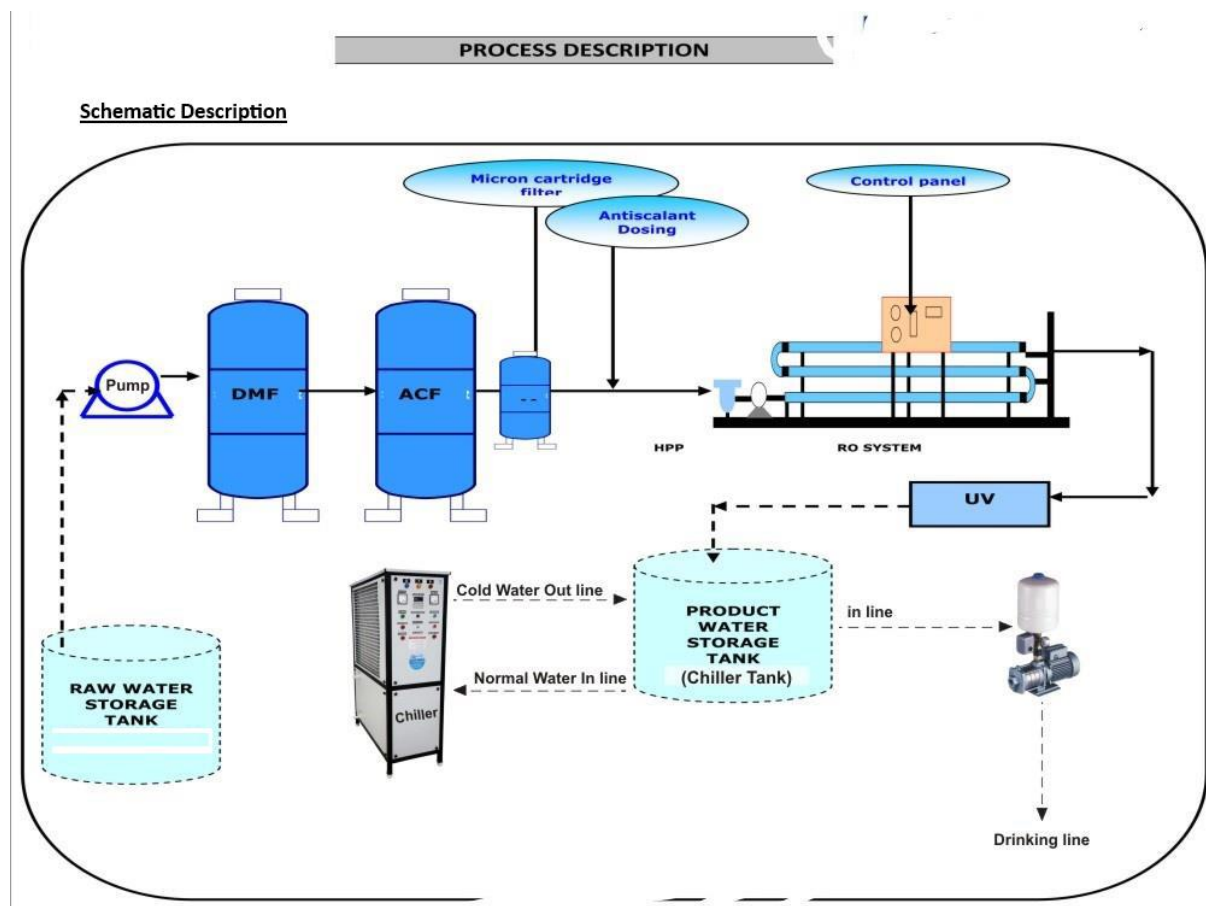 PROCESS DESCRIPTION
Schematic Description
Micron cartridge
filter
Antiscalant
Dosing
Control panel
Pump
DMF
ACF
--
HPP
RO SYSTEM
UV
Cold Water Out line
Normal Water In line
Chiller
PRODUCT
WATER
STORAGE
TANK
(Chiller Tank)
in line
RAW WATER
STORAGE
TANK
Drinking line